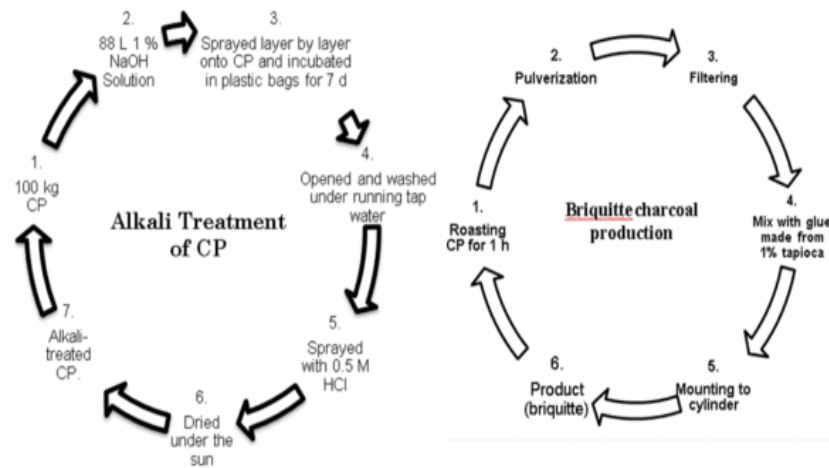 Alkali Treatment
of CP
1.
100 kg
CP
2.
88 L 1 %
NaOH
Solution
3.
Sprayed layer by layer
onto CP and incubated
in plastic bags for 7 d
4.
Opened and washed
under running tap
water
5.
Sprayed
with 0.5 M
HCl
6.
Dried
under the
sun
7.
Alkali-
treated
CP.
Briquitte charcoal
production
1.
Roasting
CP for 1 h
2.
Pulverization
3.
Filtering
4.
Mix with glue
made from
1% tapioca
5.
Mounting to
cylinder
6.
Product
(briquitte)